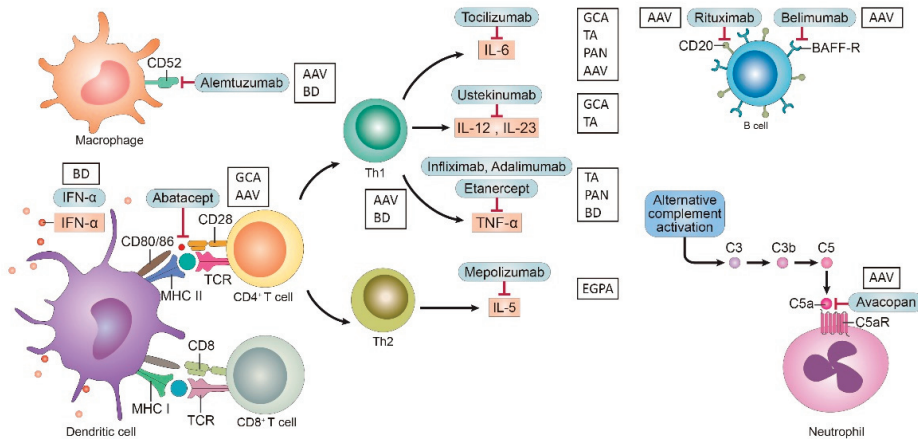 CD52
Alemtuzumab
AAV
BD
Macrophage
BD
IFN-α
IFN-α
Abatacept
GCA
AAV
CD28
CD80/86
MHC II
TCR
CD4⁺ T cell
CD8
MHC I
TCR
CD8⁺ T cell
Dendritic cell
Th1
AAV
BD
Th2
Tocilizumab
IL-6
GCA
TA
PAN
AAV
Ustekinumab
IL-12 , IL-23
GCA
TA
Infliximab, Adalimumab
Etanercept
TNF-α
TA
PAN
BD
Mepolizumab
IL-5
EGPA
AAV
Rituximab
Belimumab
AAV
CD20
BAFF-R
B cell
Alternative
complement
activation
C3
C3b
C5
AAV
C5a
Avacopan
C5aR
Neutrophil